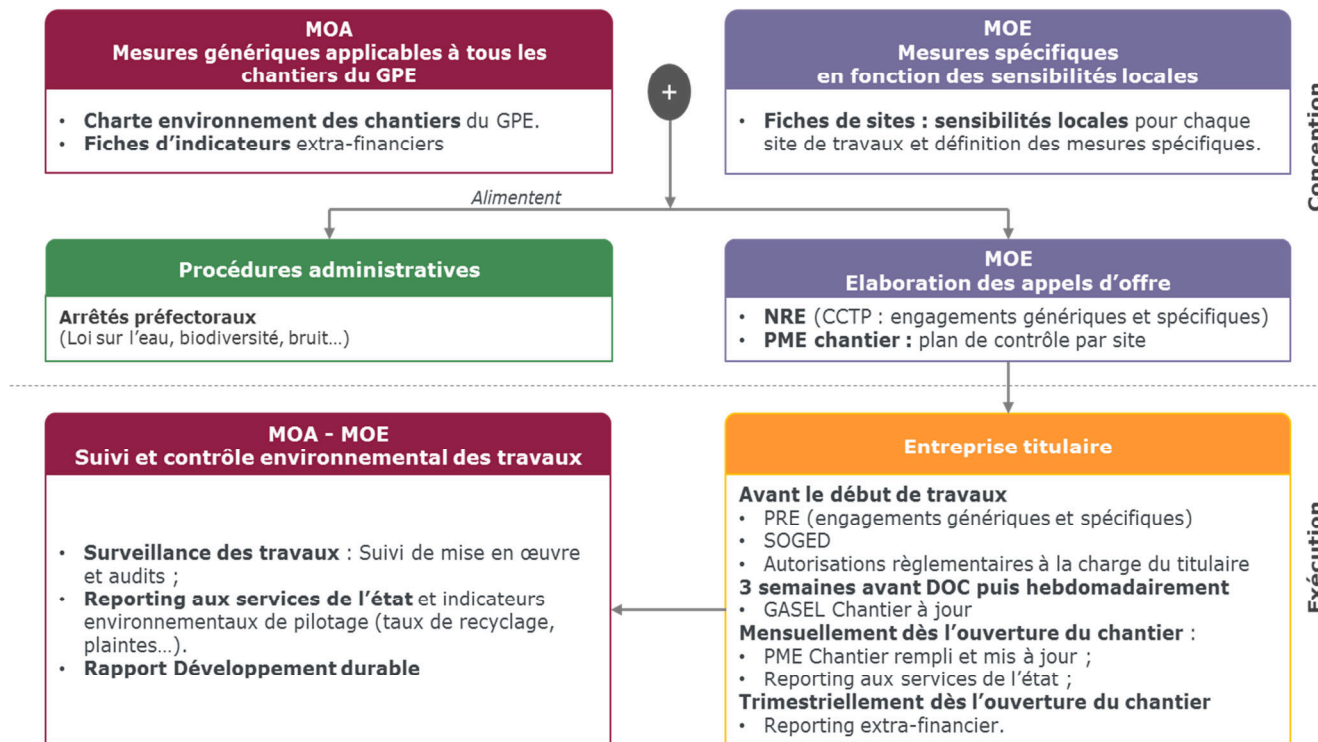 MOA
Mesures génériques applicables à tous les
chantiers du GPE
• Charte environnement des chantiers du GPE.
• Fiches d'indicateurs extra-financiers
+
MOE
Mesures spécifiques
en fonction des sensibilités locales
• Fiches de sites : sensibilités locales pour chaque
site de travaux et définition des mesures spécifiques.
Conception
Alimentent
Procédures administratives
Arrêtés préfectoraux
(Loi sur l'eau, biodiversité, bruit…)
MOE
Elaboration des appels d'offre
• NRE (CCTP : engagements génériques et spécifiques)
• PME chantier : plan de contrôle par site
MOA - MOE
Suivi et contrôle environnemental des travaux
• Surveillance des travaux : Suivi de mise en œuvre
et audits ;
• Reporting aux services de l'état et indicateurs
environnementaux de pilotage (taux de recyclage,
plaintes…).
• Rapport Développement durable
Entreprise titulaire
Avant le début de travaux
• PRE (engagements génériques et spécifiques)
• SOGED
• Autorisations règlementaires à la charge du titulaire
3 semaines avant DOC puis hebdomadairement
• GASEL Chantier à jour
Mensuellement dès l'ouverture du chantier :
• PME Chantier rempli et mis à jour ;
• Reporting aux services de l'état ;
Trimestriellement dès l'ouverture du chantier
• Reporting extra-financier.
Exécution